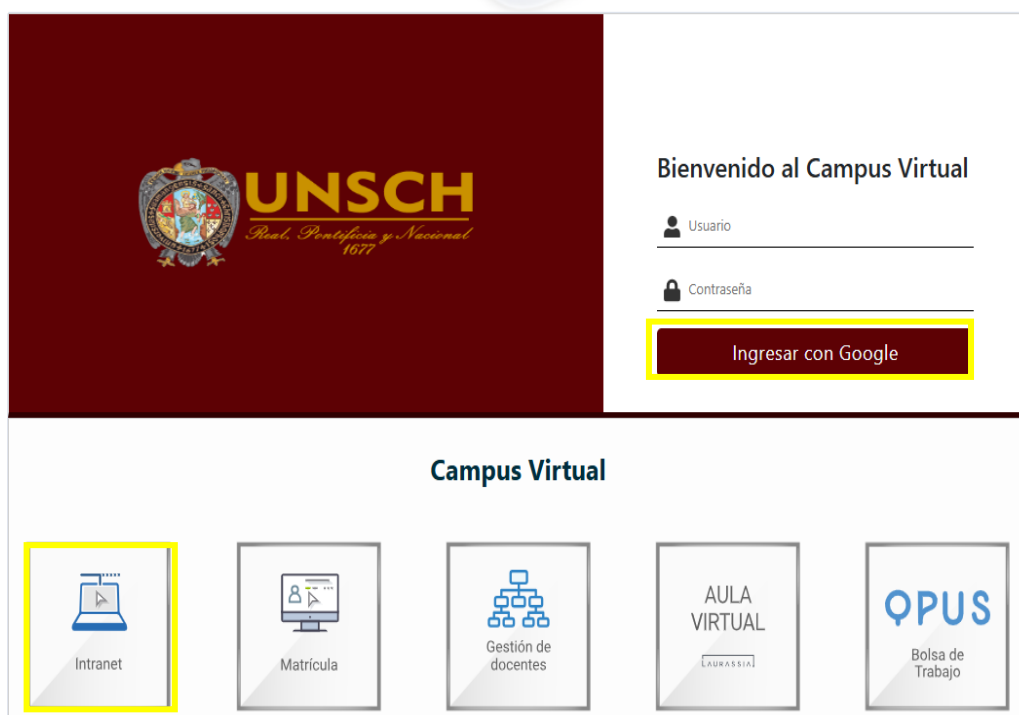 UNSCH
Real, Pontificia y Nacional
1677
Bienvenido al Campus Virtual
Usuario
Contraseña
Ingresar con Google
Campus Virtual
Intranet
Matrícula
Gestión de
docentes
AULA
VIRTUAL
LAURASSIA
OPUS
Bolsa de
Trabajo